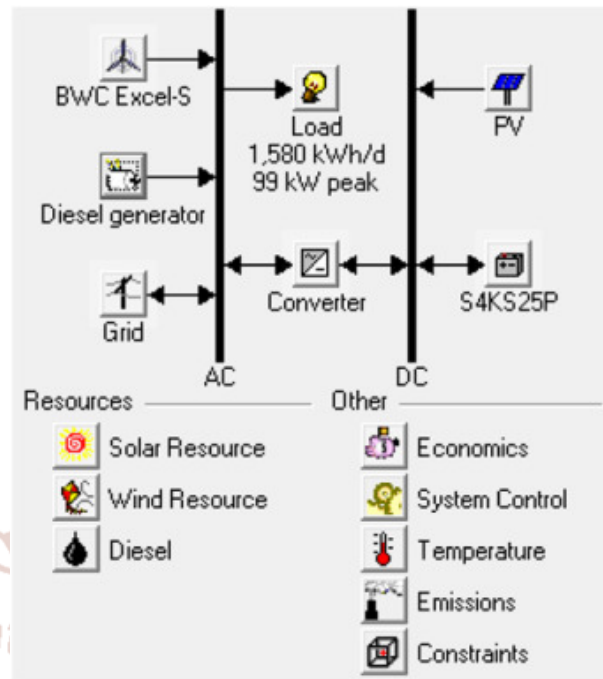 BWC Excel-S
Load
1,580 kWh/d
99 kW peak
PV
Diesel generator
Grid
Converter
S4KS25P
AC
DC
Resources
Other
Solar Resource
Economics
Wind Resource
System Control
Diesel
Temperature
Emissions
Constraints